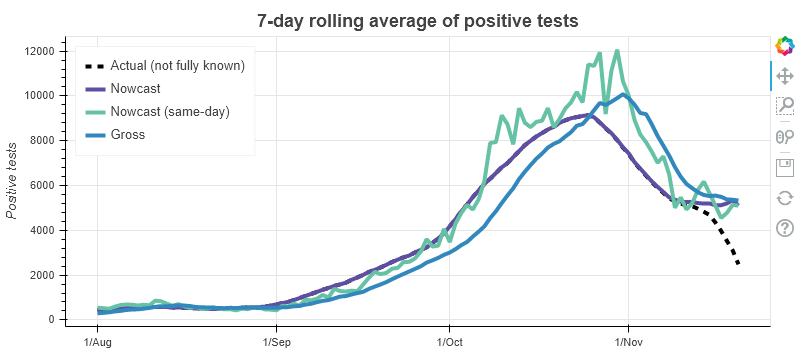 7-day rolling average of positive tests
Positive tests
12000
10000
8000
6000
4000
2000
0
Actual (not fully known)
Nowcast
Nowcast (same-day)
Gross
1/Aug
1/Sep
1/Oct
1/Nov